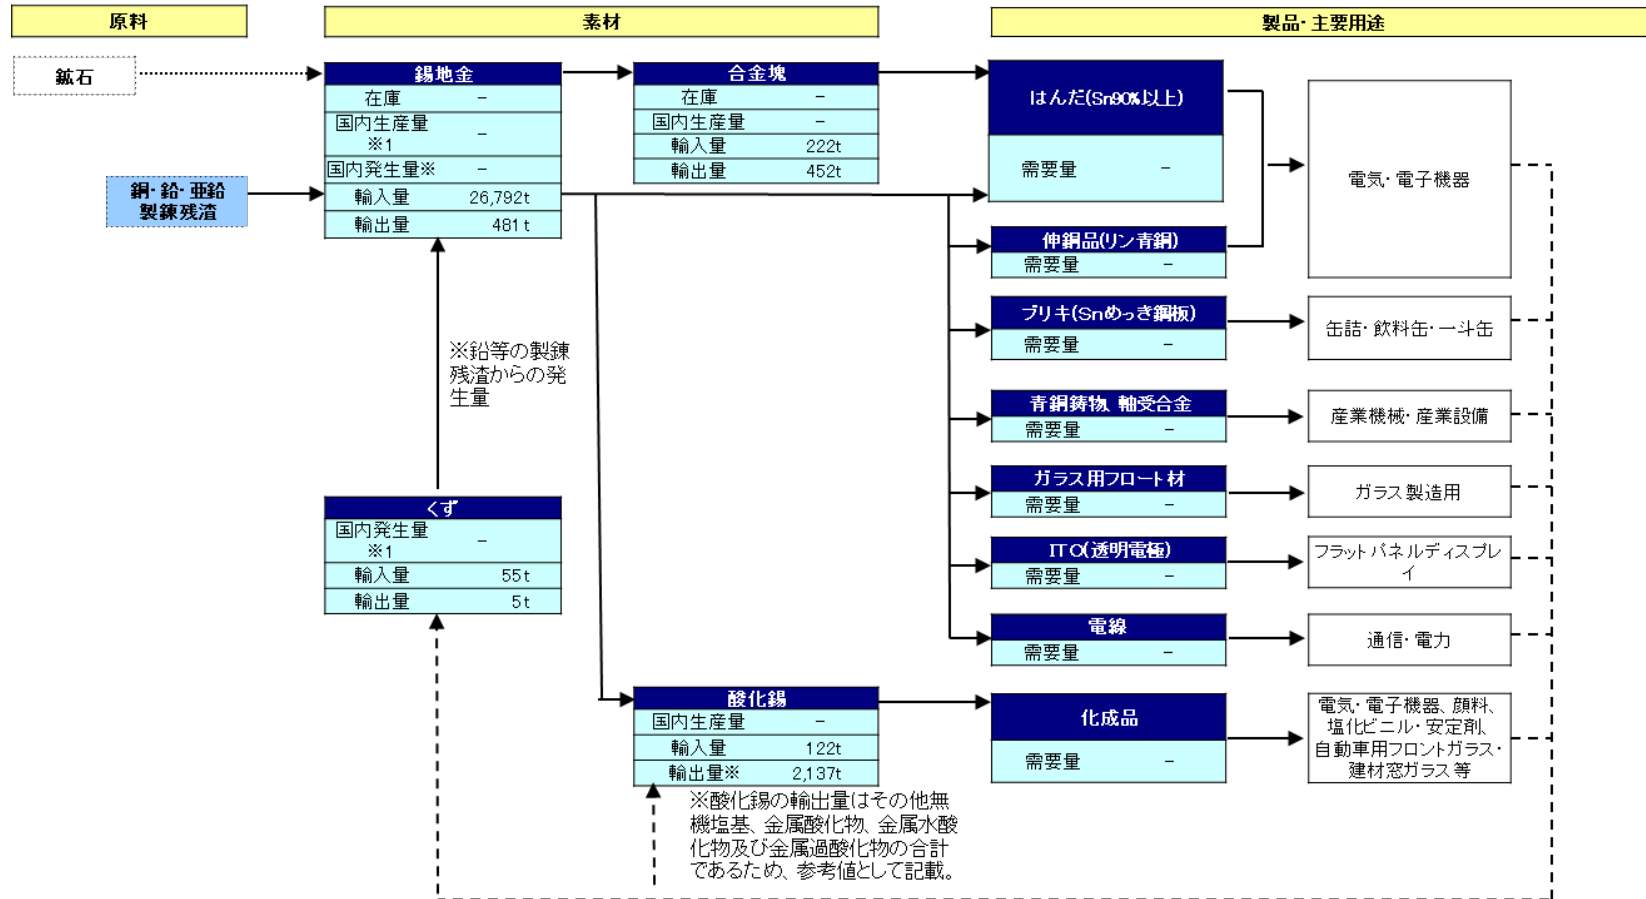 原料
素材
製品・主要用途
鉱石
錫地金
在庫 －
国内生産量
※1
－
国内発生量※ －
輸入量 26,792t
輸出量 481t
合金塊
在庫 －
国内生産量 －
輸入量 222t
輸出量 452t
はんだ(Sn90%以上)
需要量 －
電気・電子機器
銅・鉛・亜鉛
製錬残渣
伸銅品(リン青銅)
需要量 －
ブリキ(Snめっき鋼板)
需要量 －
缶詰・飲料缶・一斗缶
※鉛等の製錬
残渣からの発
生量
青銅鋳物、軸受合金
需要量 －
産業機械・産業設備
ガラス用フロート材
需要量 －
ガラス製造用
くず
国内発生量
※1
－
輸入量 55t
輸出量 5t
ITO(透明電極)
需要量 －
フラットパネルディスプレ
イ
電線
需要量 －
通信・電力
酸化錫
国内生産量 －
輸入量 122t
輸出量※ 2,137t
化成品
需要量 －
電気・電子機器、顔料、
塩化ビニル・安定剤、
自動車用フロントガラス・
建材窓ガラス等
※酸化錫の輸出量はその他無
機塩基、金属酸化物、金属水酸
化物及び金属過酸化物の合計
であるため、参考値として記載。